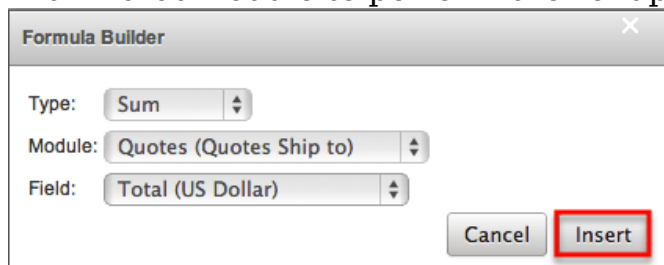 Formula Builder
Type: Sum
Module: Quotes (Quotes Ship to)
Field: Total (US Dollar)
Cancel Insert